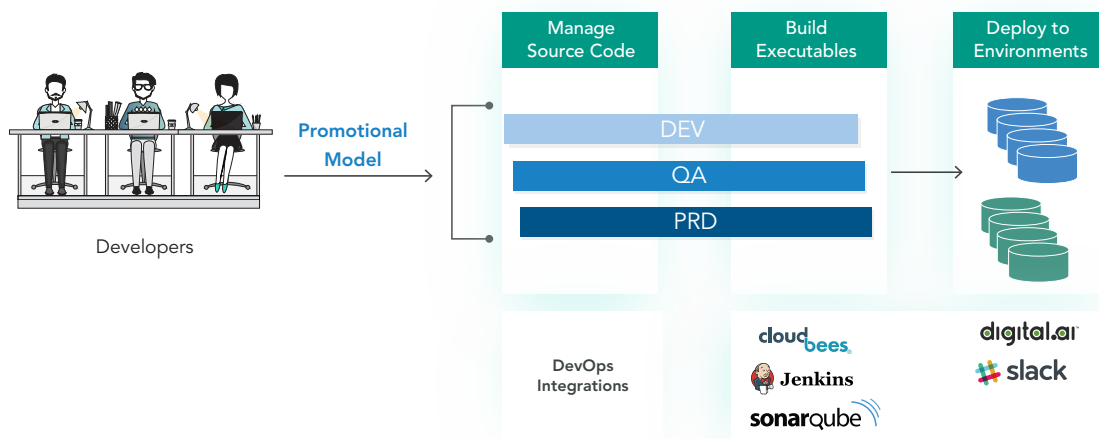 Manage
Source Code
Build
Executables
Deploy to
Environments
Promotional
Model
DEV
QA
PRD
Developers
DevOps
Integrations
cloudbees®
Jenkins
sonarqube
digital.ai™
slack